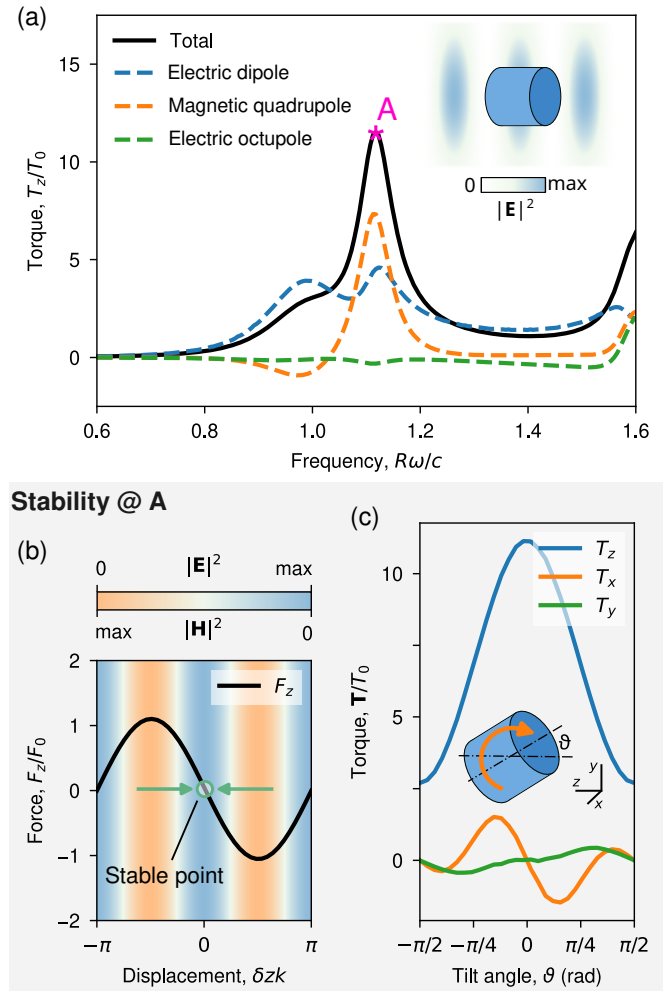 (a)
Total
Electric dipole
Magnetic quadrupole
Electric octupole
A
0 max
|E|²
15
10
5
0
Torque, T_z/T_0
0.6 0.8 1.0 1.2 1.4 1.6
Frequency, Rω/c
Stability @ A
(b)
0 |E|² max
max |H|² 0
F_z
2
1
0
−1
−2
Force, F_z/F_0
Stable point
−π 0 π
Displacement, δzk
(c)
T_z
T_x
T_y
10
5
0
Torque, T/T_0
ϑ
y
z
x
−π/2 −π/4 0 π/4 π/2
Tilt angle, ϑ (rad)